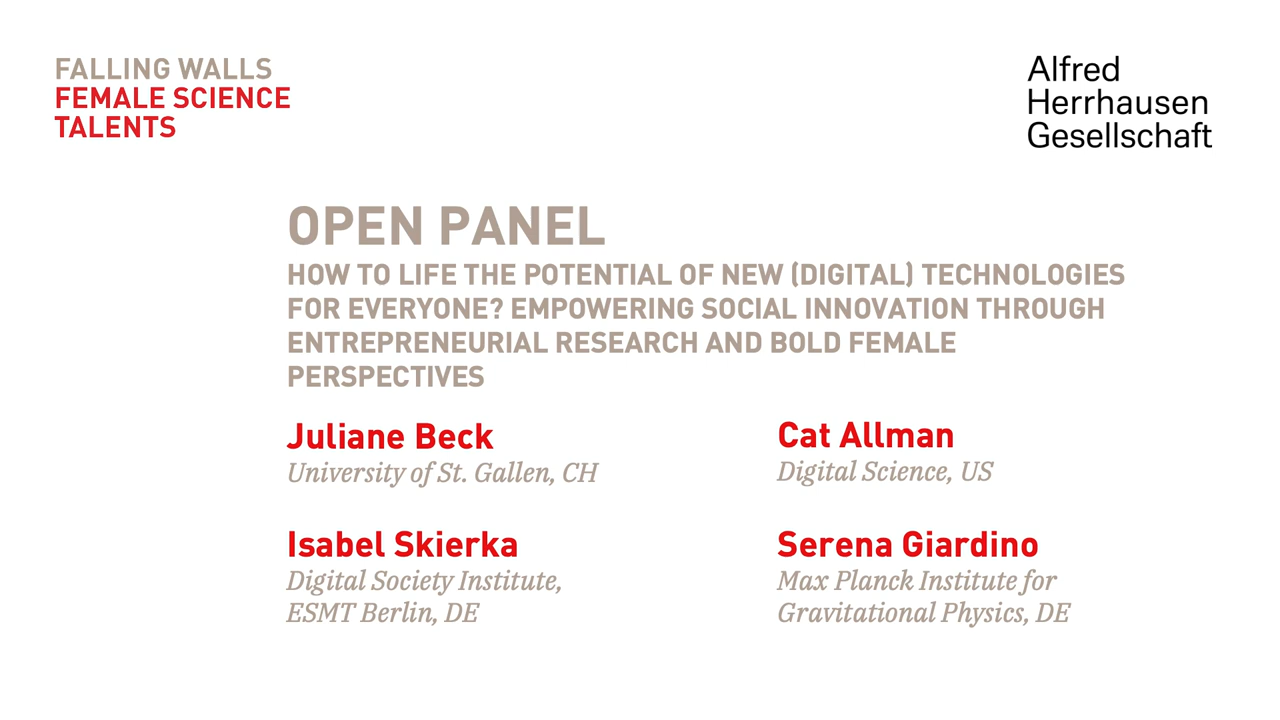 FALLING WALLS
FEMALE SCIENCE
TALENTS
Alfred
Herrhausen
Gesellschaft
OPEN PANEL
HOW TO LIFE THE POTENTIAL OF NEW (DIGITAL) TECHNOLOGIES
FOR EVERYONE? EMPOWERING SOCIAL INNOVATION THROUGH
ENTREPRENEURIAL RESEARCH AND BOLD FEMALE
PERSPECTIVES
Juliane Beck
University of St. Gallen, CH
Cat Allman
Digital Science, US
Isabel Skierka
Digital Society Institute,
ESMT Berlin, DE
Serena Giardino
Max Planck Institute for
Gravitational Physics, DE